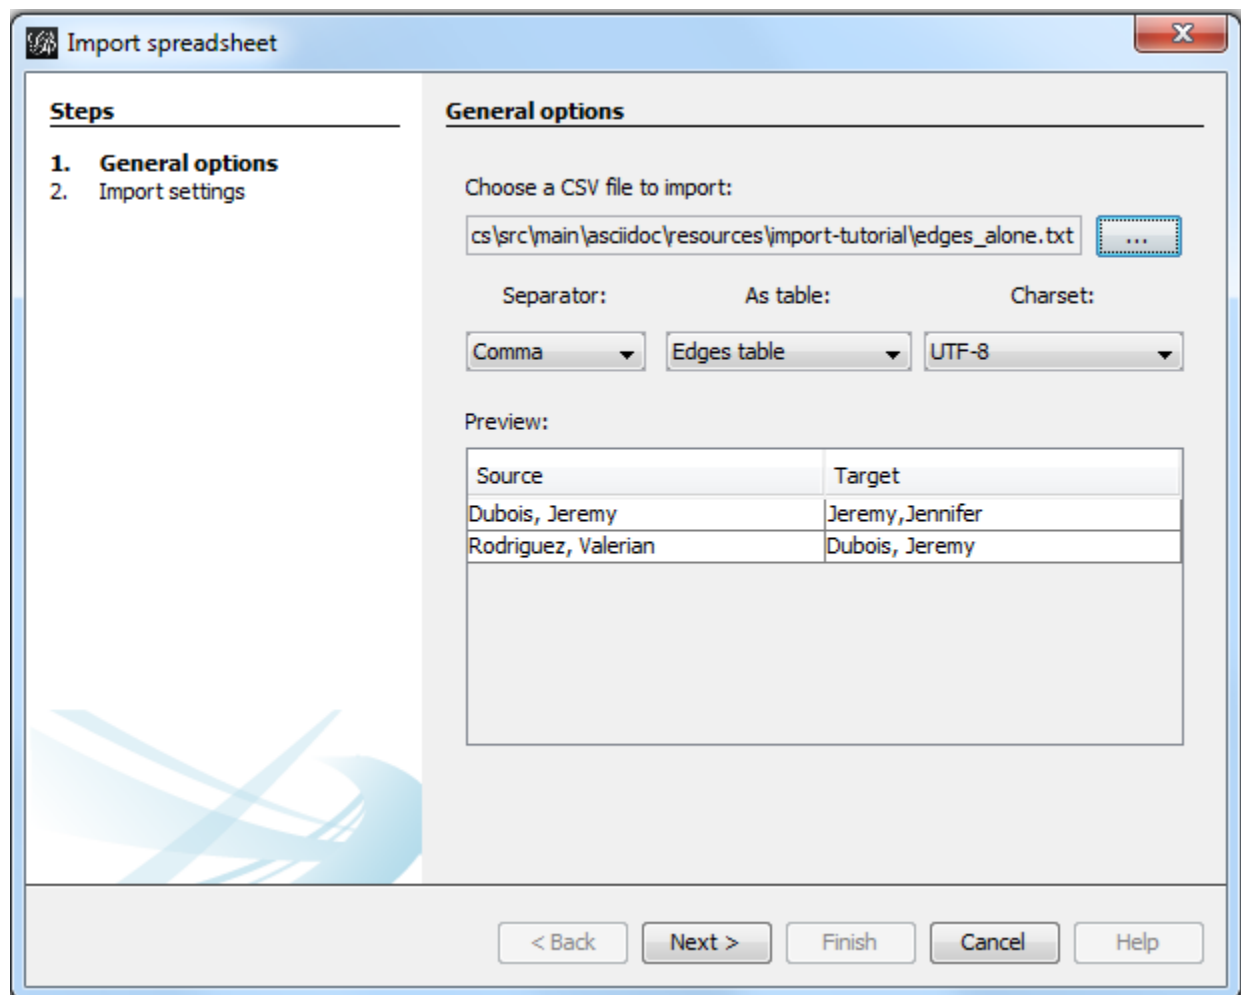 Import spreadsheet
Steps
1. General options
2. Import settings
General options
Choose a CSV file to import:
cs\src\main\asciidoc\resources\import-tutorial\edges_alone.txt ...
Separator: As table: Charset:
Comma Edges table UTF-8
Preview:
Source Target
Dubois, Jeremy Jeremy,Jennifer
Rodriguez, Valerian Dubois, Jeremy
< Back Next > Finish Cancel Help